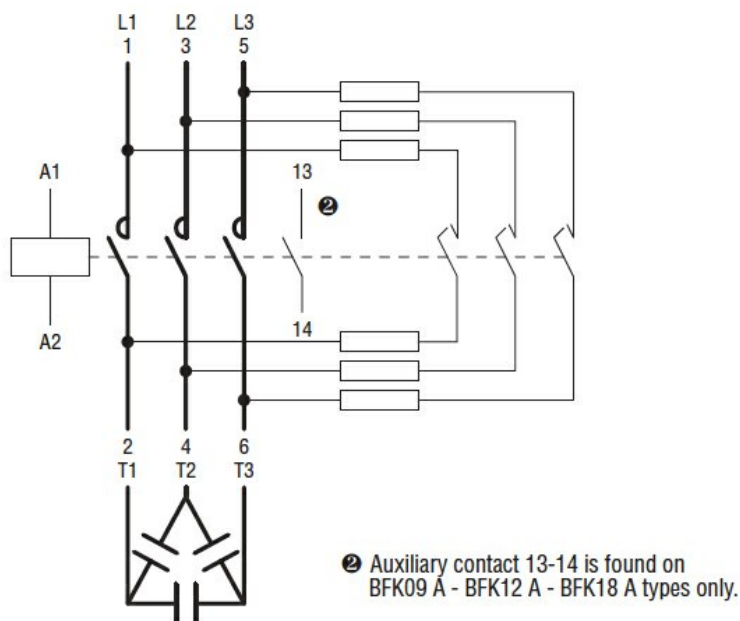 L1 L2 L3
1 3 5
A1
13
❷
14
A2
2 4 6
T1 T2 T3
❷ Auxiliary contact 13-14 is found on
BFK09 A - BFK12 A - BFK18 A types only.